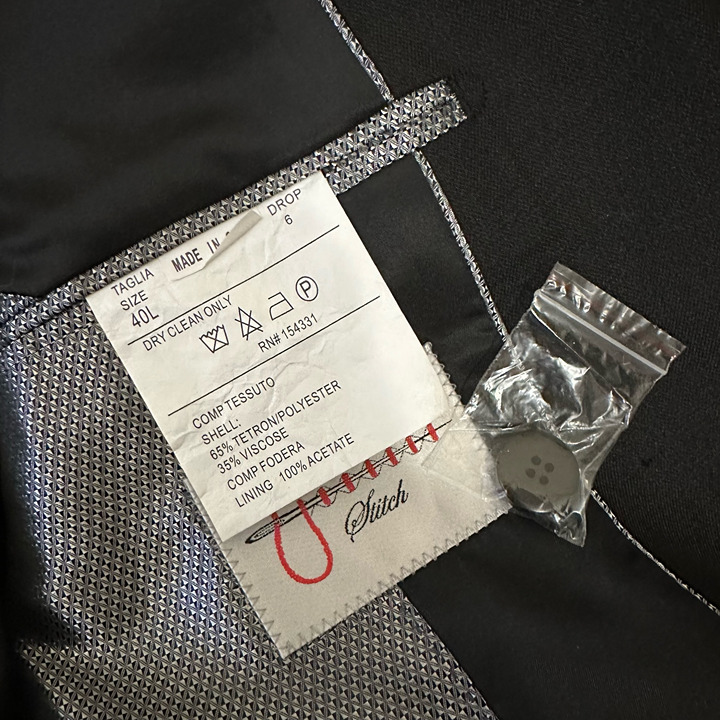 MADE IN
DROP
6
TAGLIA
SIZE
40L
DRY CLEAN ONLY
P
RN# 154331
COMP TESSUTO
SHELL:
65% TETRON/POLYESTER
35% VISCOSE
COMP FODERA
LINING 100% ACETATE
Stitch